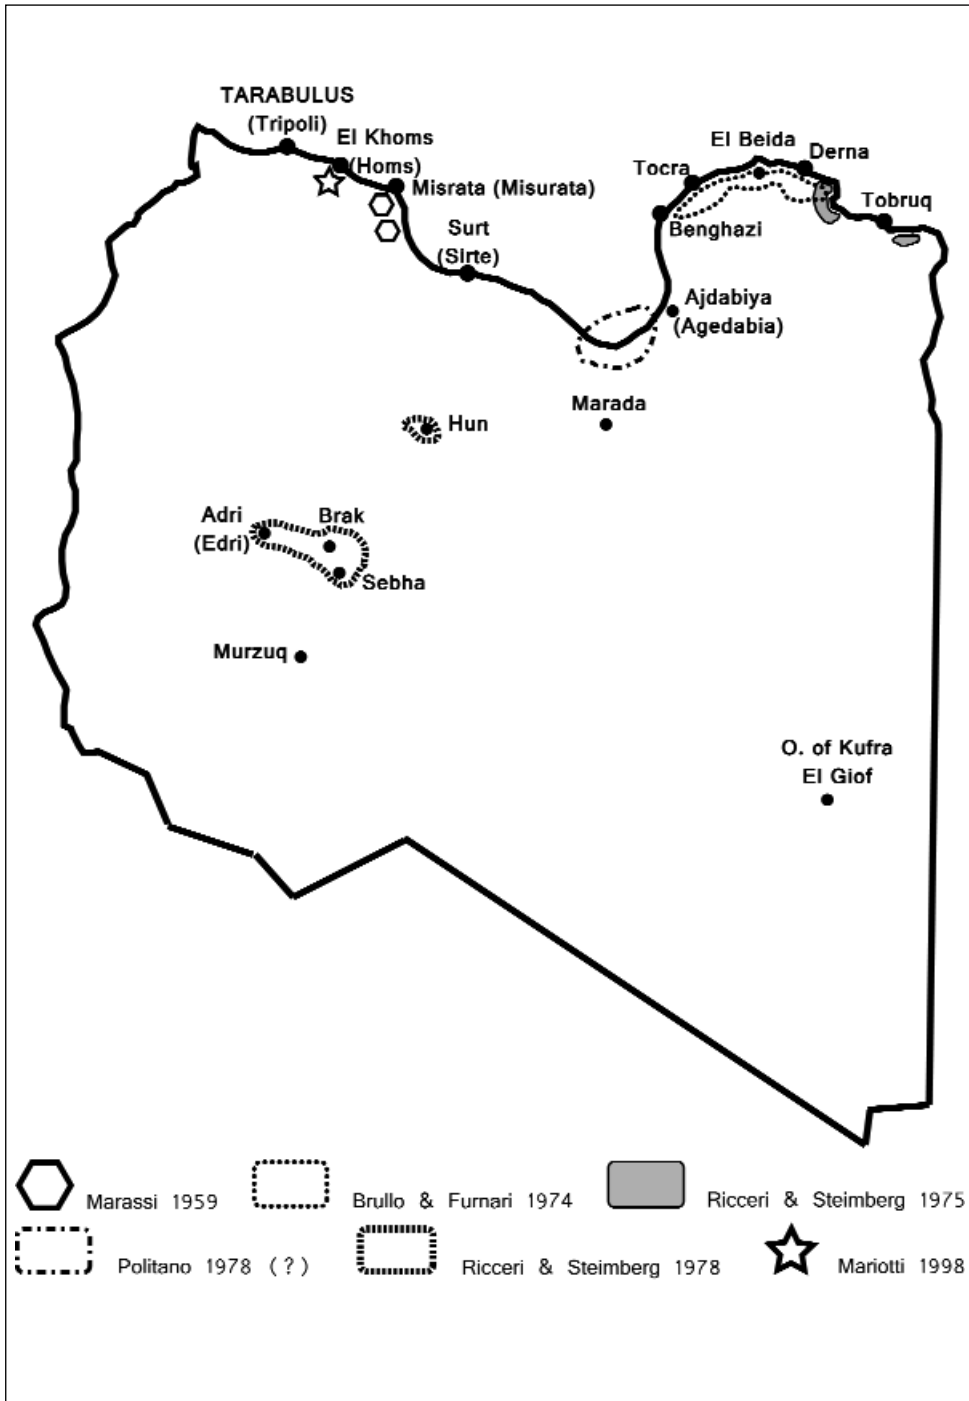 TARABULUS
(Tripoli)
El Khoms
(Homs)
Misrata (Misurata)
Surt
(Sirte)
El Beida
Derna
Tocra
Tobruq
Benghazi
Ajdabiya
(Agedabia)
Marada
Hun
Adri
(Edri)
Brak
Sebha
Murzuq
O. of Kufra
El Giof
Marassi 1959
Brullo & Furnari 1974
Ricceri & Steimberg 1975
Politano 1978 (?)
Ricceri & Steimberg 1978
Mariotti 1998